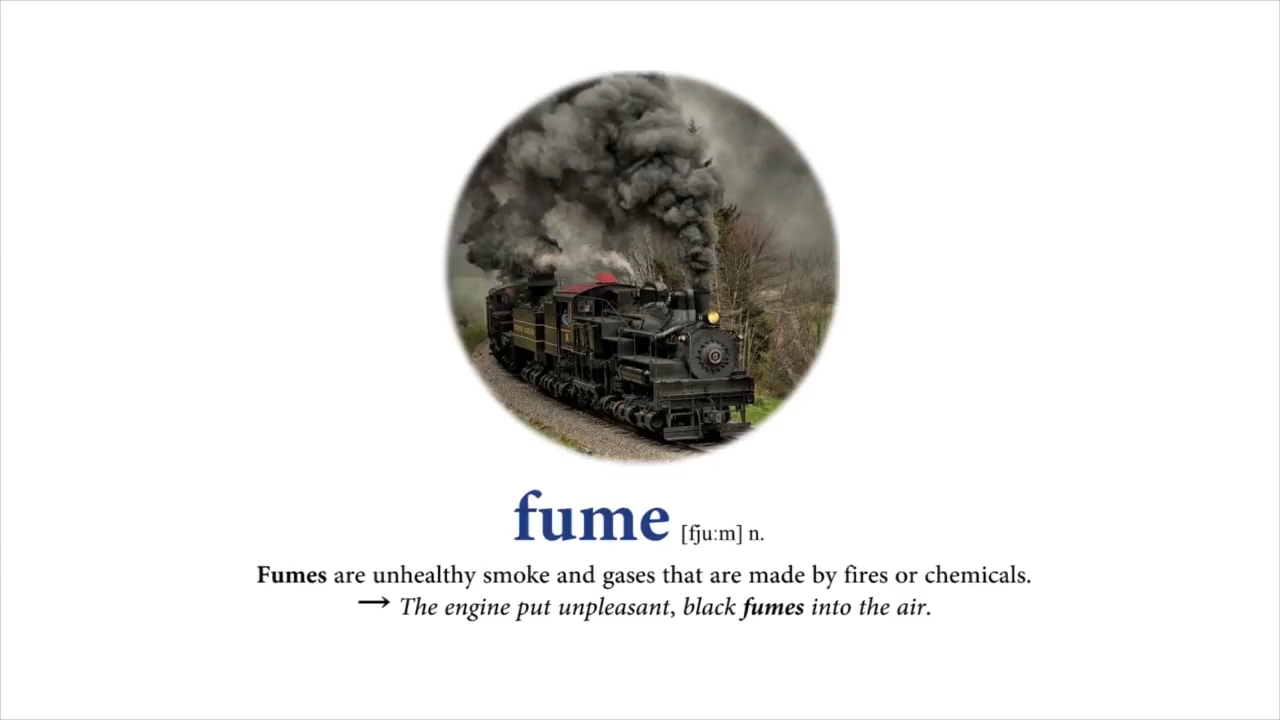 fume [fju:m] n.
Fumes are unhealthy smoke and gases that are made by fires or chemicals.
→ The engine put unpleasant, black fumes into the air.